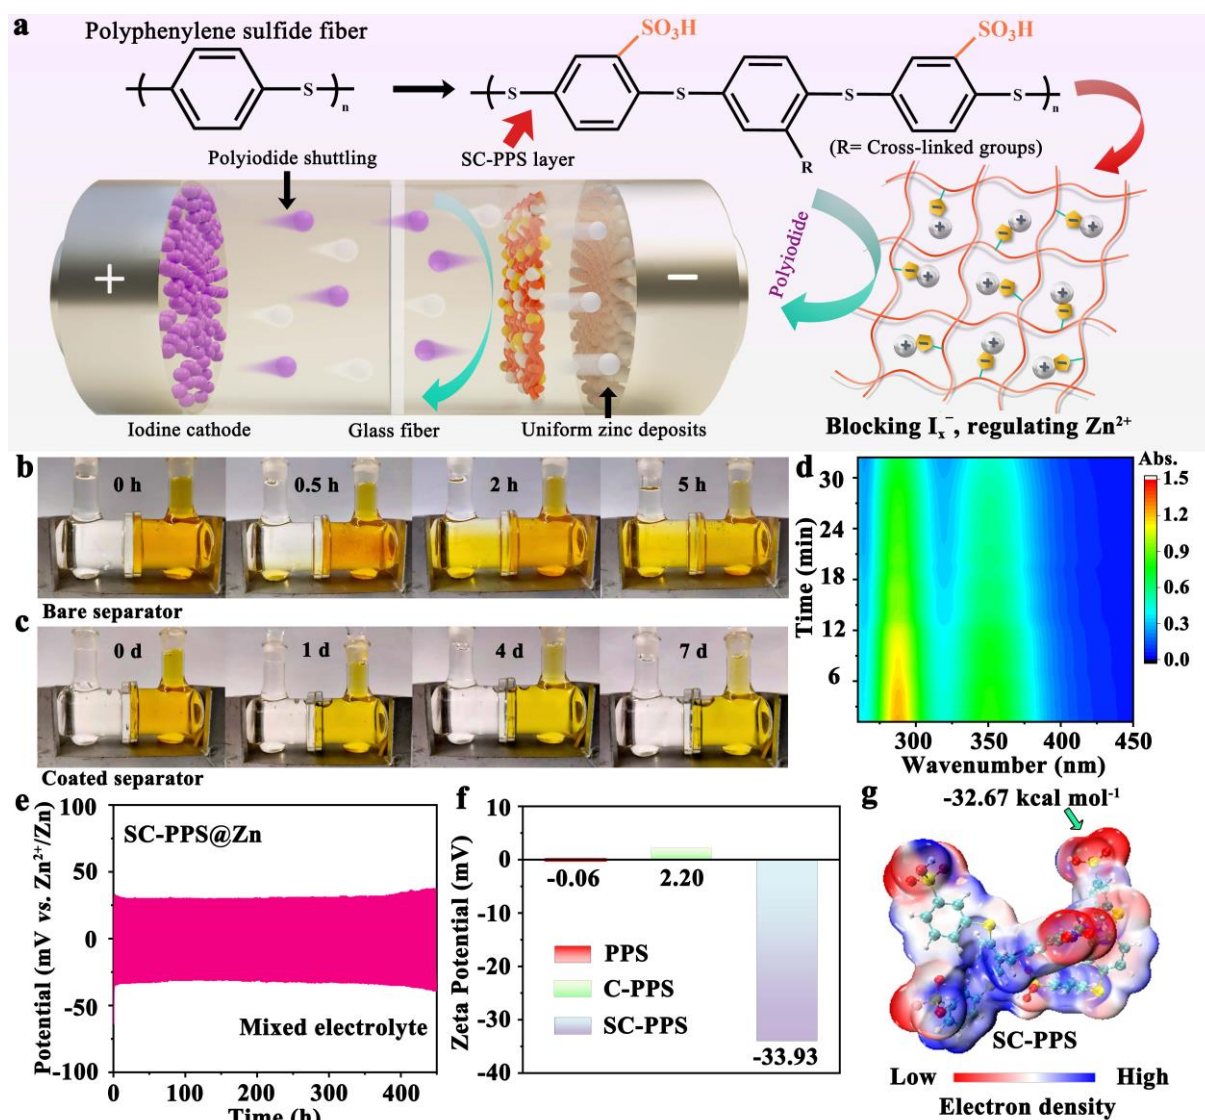 a
Polyphenylene sulfide fiber
SO₃H
SO₃H
S
n
S
S
S
S
n
R
(R= Cross-linked groups)
Polyiodide shuttling
SC-PPS layer
Polyiodide
+
−
Iodine cathode
Glass fiber
Uniform zinc deposits
Blocking Iₓ⁻, regulating Zn²⁺
b
0 h
0.5 h
2 h
5 h
Bare separator
c
0 d
1 d
4 d
7 d
Coated separator
d
Abs.
1.5
1.2
0.9
0.6
0.3
0.0
Time (min)
30
24
18
12
6
300
350
400
450
Wavenumber (nm)
e
SC-PPS@Zn
Mixed electrolyte
Potential (mV vs. Zn²⁺/Zn)
100
50
0
-50
-100
0
100
200
300
400
Time (h)
f
Zeta Potential (mV)
10
0
-10
-20
-30
-40
-0.06
2.20
-33.93
PPS
C-PPS
SC-PPS
g
-32.67 kcal mol⁻¹
SC-PPS
Low
High
Electron density